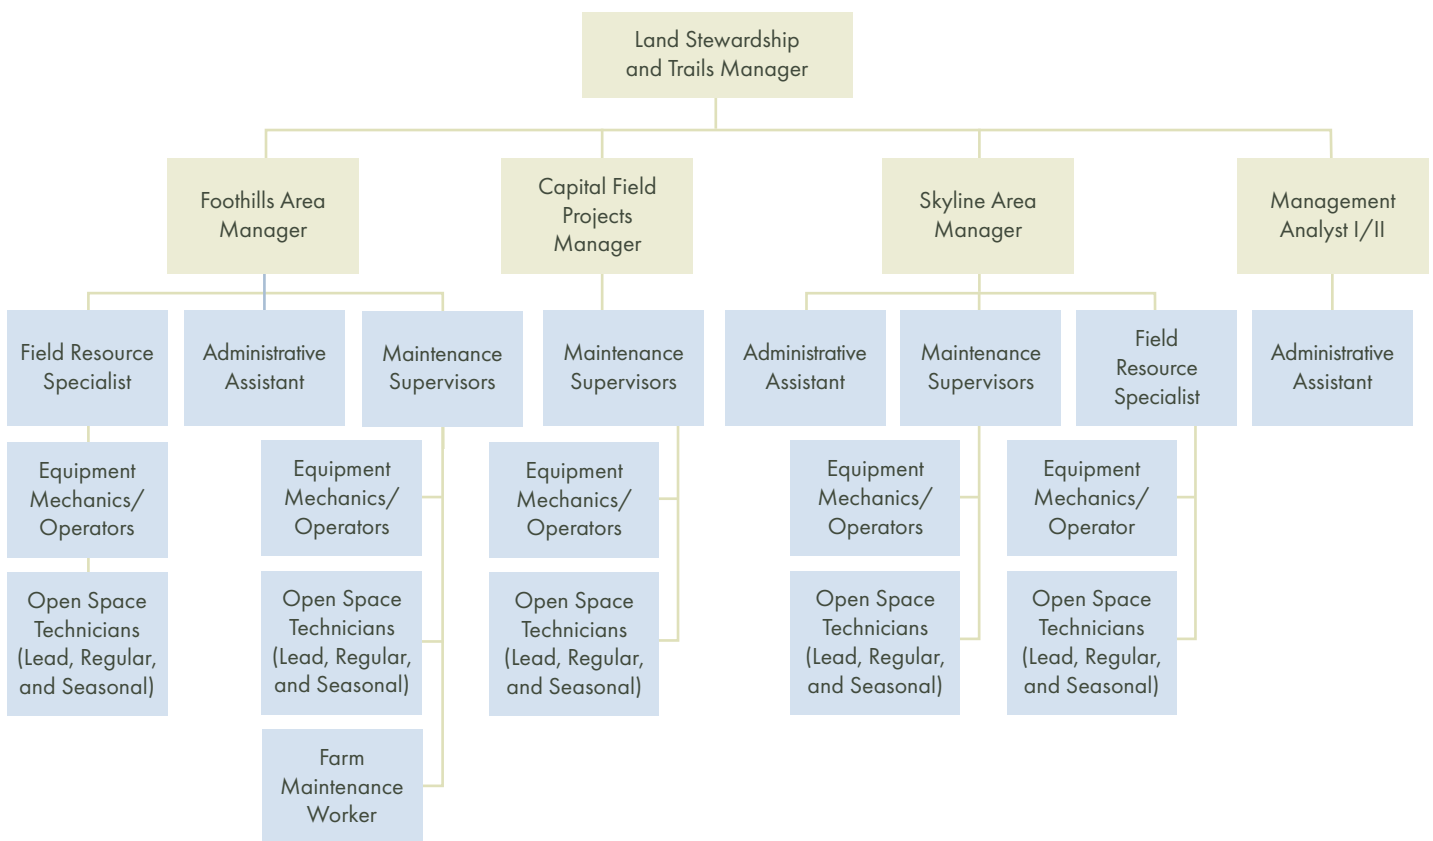 Land Stewardship
and Trails Manager
Foothills Area
Manager
Capital Field
Projects
Manager
Skyline Area
Manager
Management
Analyst I/II
Field Resource
Specialist
Administrative
Assistant
Maintenance
Supervisors
Maintenance
Supervisors
Administrative
Assistant
Maintenance
Supervisors
Field
Resource
Specialist
Administrative
Assistant
Equipment
Mechanics/
Operators
Equipment
Mechanics/
Operators
Equipment
Mechanics/
Operators
Equipment
Mechanics/
Operators
Equipment
Mechanics/
Operator
Open Space
Technicians
(Lead, Regular,
and Seasonal)
Open Space
Technicians
(Lead, Regular,
and Seasonal)
Open Space
Technicians
(Lead, Regular,
and Seasonal)
Open Space
Technicians
(Lead, Regular,
and Seasonal)
Open Space
Technicians
(Lead, Regular,
and Seasonal)
Farm
Maintenance
Worker